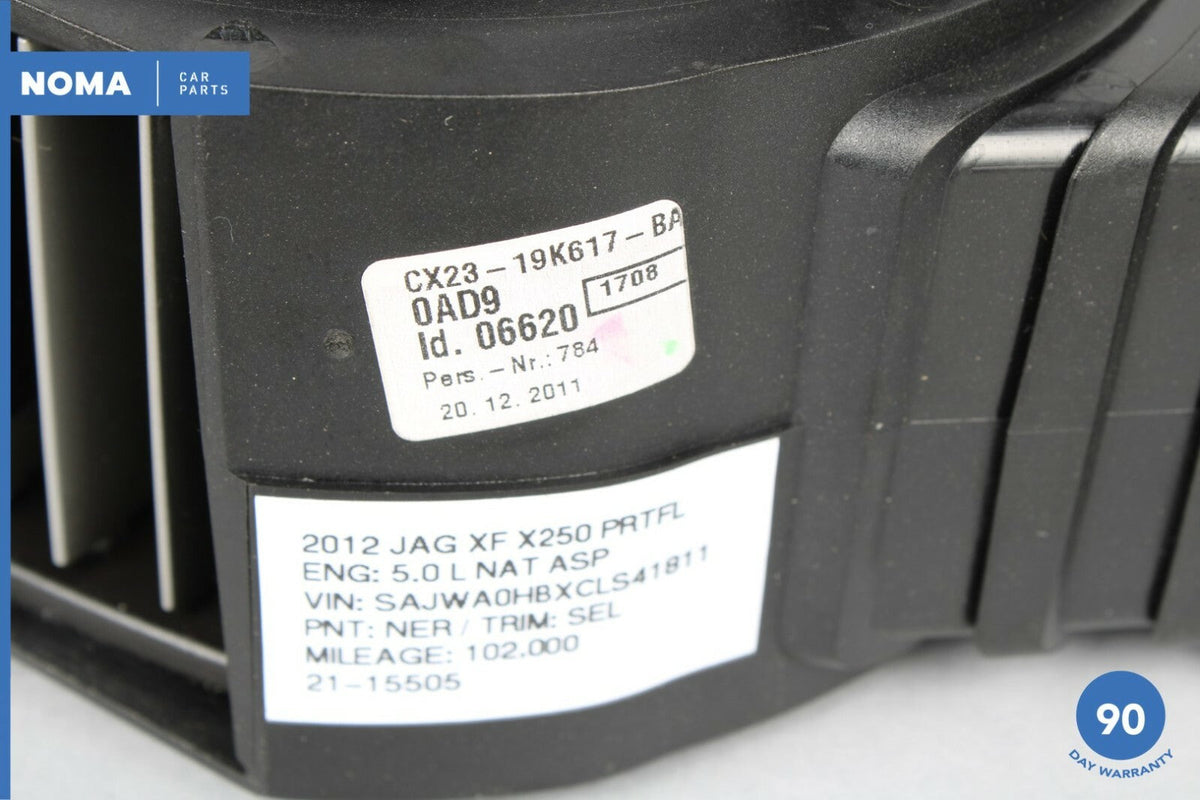 NOMA
CAR
PARTS
CX23-19K617-BA
0AD9
1708
Id. 06620
Pers.-Nr.: 784
20.12.2011
2012 JAG XF X250 PRTFL
ENG: 5.0 L NAT ASP
VIN: SAJWA0HBXCLS41811
PNT: NER / TRIM: SEL
MILEAGE: 102,000
21-15505
90
DAY WARRANTY